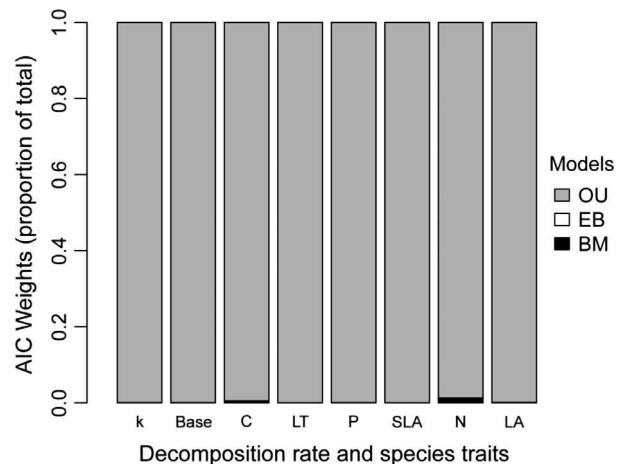 AIC Weights (proportion of total)
1.0
0.8
0.6
0.4
0.2
0.0
k Base C LT P SLA N LA
Decomposition rate and species traits
Models
OU
EB
BM